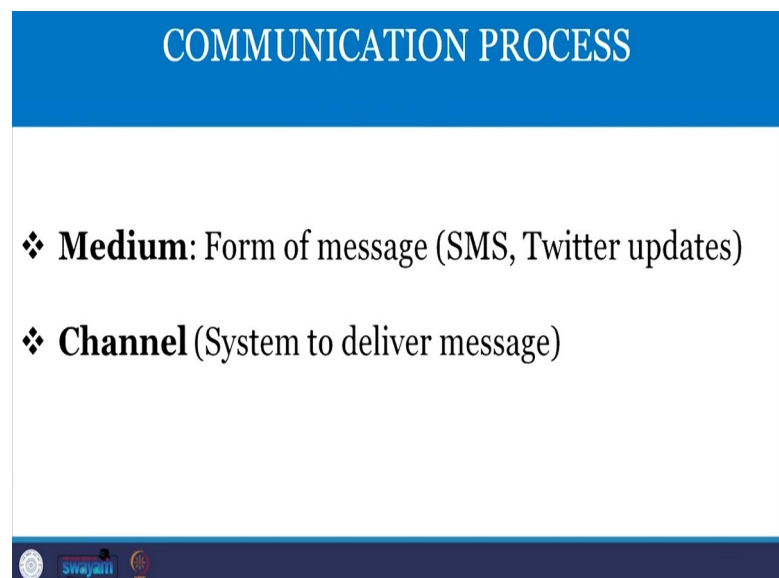 COMMUNICATION PROCESS
❖ Medium: Form of message (SMS, Twitter updates)
❖ Channel (System to deliver message)
swayam